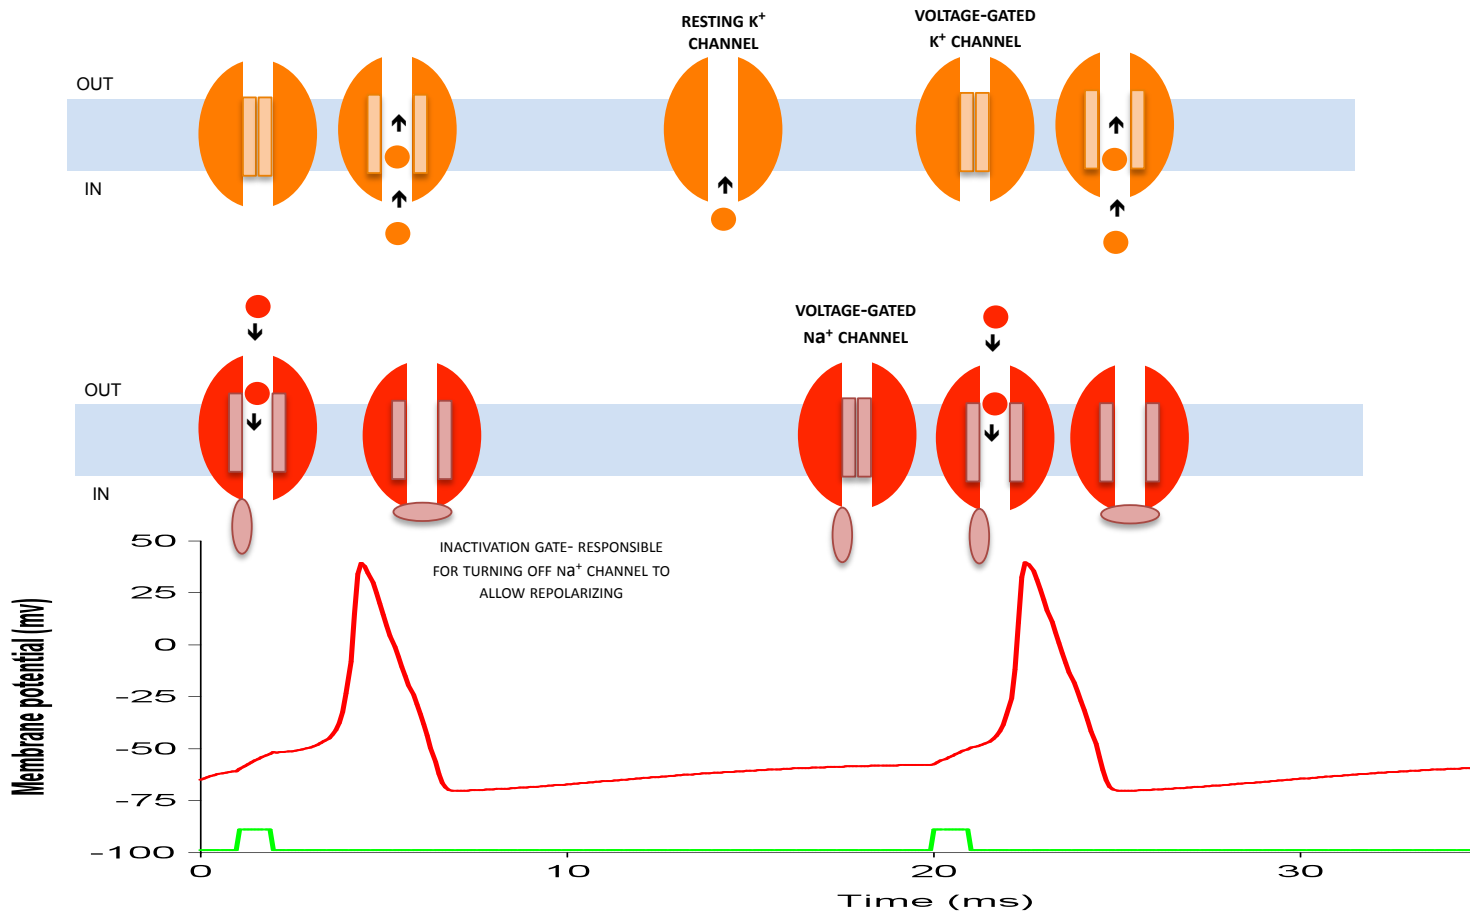 RESTING K⁺
CHANNEL
VOLTAGE-GATED
K⁺ CHANNEL
OUT
IN
VOLTAGE-GATED
Na⁺ CHANNEL
OUT
IN
INACTIVATION GATE- RESPONSIBLE
FOR TURNING OFF Na⁺ CHANNEL TO
ALLOW REPOLARIZING
Membrane potential (mv)
50
25
0
-25
-50
-75
-100
0 10 20 30
Time (ms)